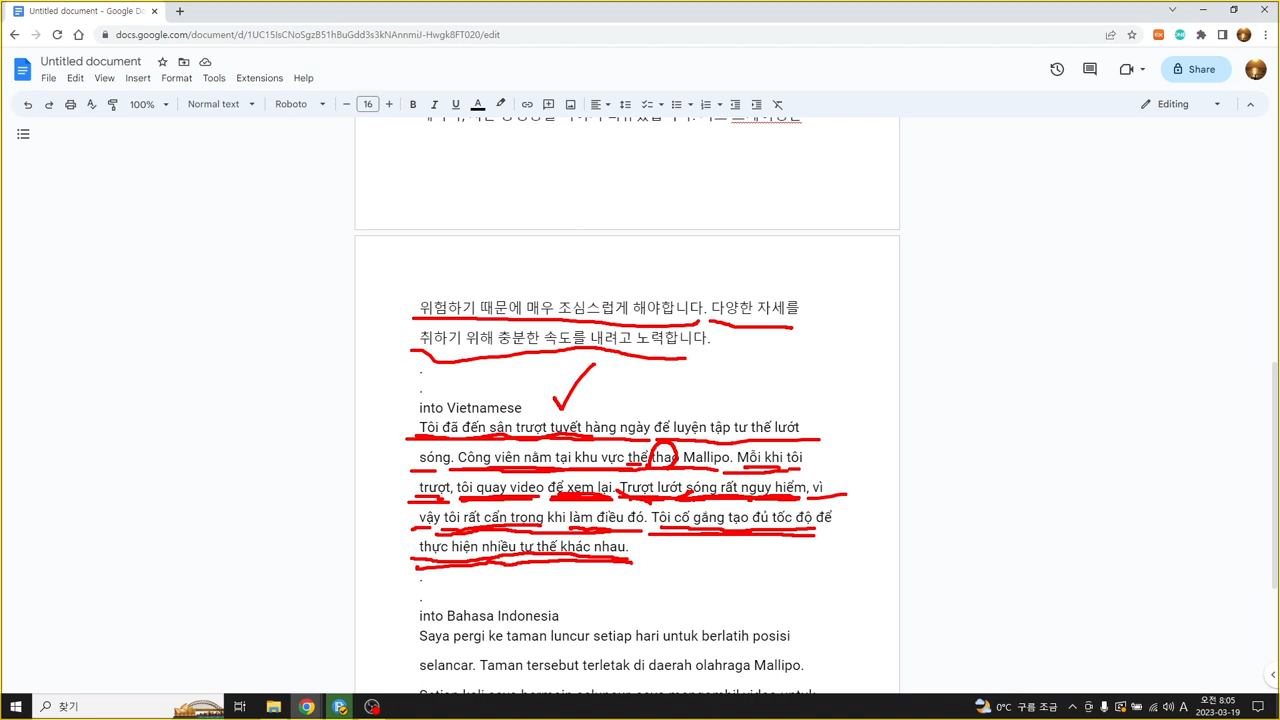 Untitled document - Google Do
docs.google.com/document/d/1UC15IsCNoSgzB51hBuGdd3s3kNAnnmiJ-Hwgk8FT020/edit
Untitled document
File Edit View Insert Format Tools Extensions Help
Share
100% Normal text Roboto 16 Editing
위험하기 때문에 매우 조심스럽게 해야합니다. 다양한 자세를
취하기 위해 충분한 속도를 내려고 노력합니다.
.
.
into Vietnamese
Tôi đã đến sân trượt tuyết hàng ngày để luyện tập tư thế lướt
sóng. Công viên nằm tại khu vực thể thao Mallipo. Mỗi khi tôi
trượt, tôi quay video để xem lại. Trượt lướt sóng rất nguy hiểm, vì
vậy tôi rất cẩn trọng khi làm điều đó. Tôi cố gắng tạo đủ tốc độ để
thực hiện nhiều tư thế khác nhau.
.
.
into Bahasa Indonesia
Saya pergi ke taman luncur setiap hari untuk berlatih posisi
selancar. Taman tersebut terletak di daerah olahraga Mallipo.
찾기
0°C 구름 조금
A
오전 8:05
2023-03-19